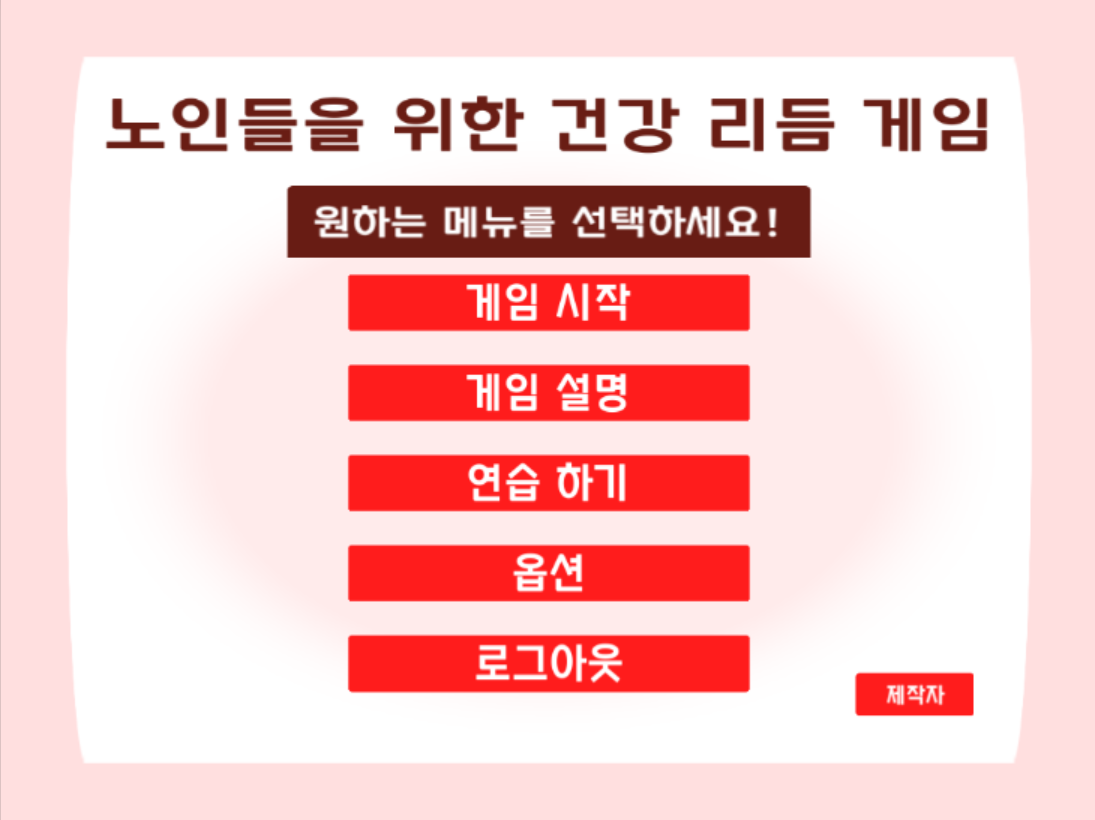 노인들을 위한 건강 리듬 게임
원하는 메뉴를 선택하세요!
게임 시작
게임 설명
연습 하기
옵션
로그아웃
제작자